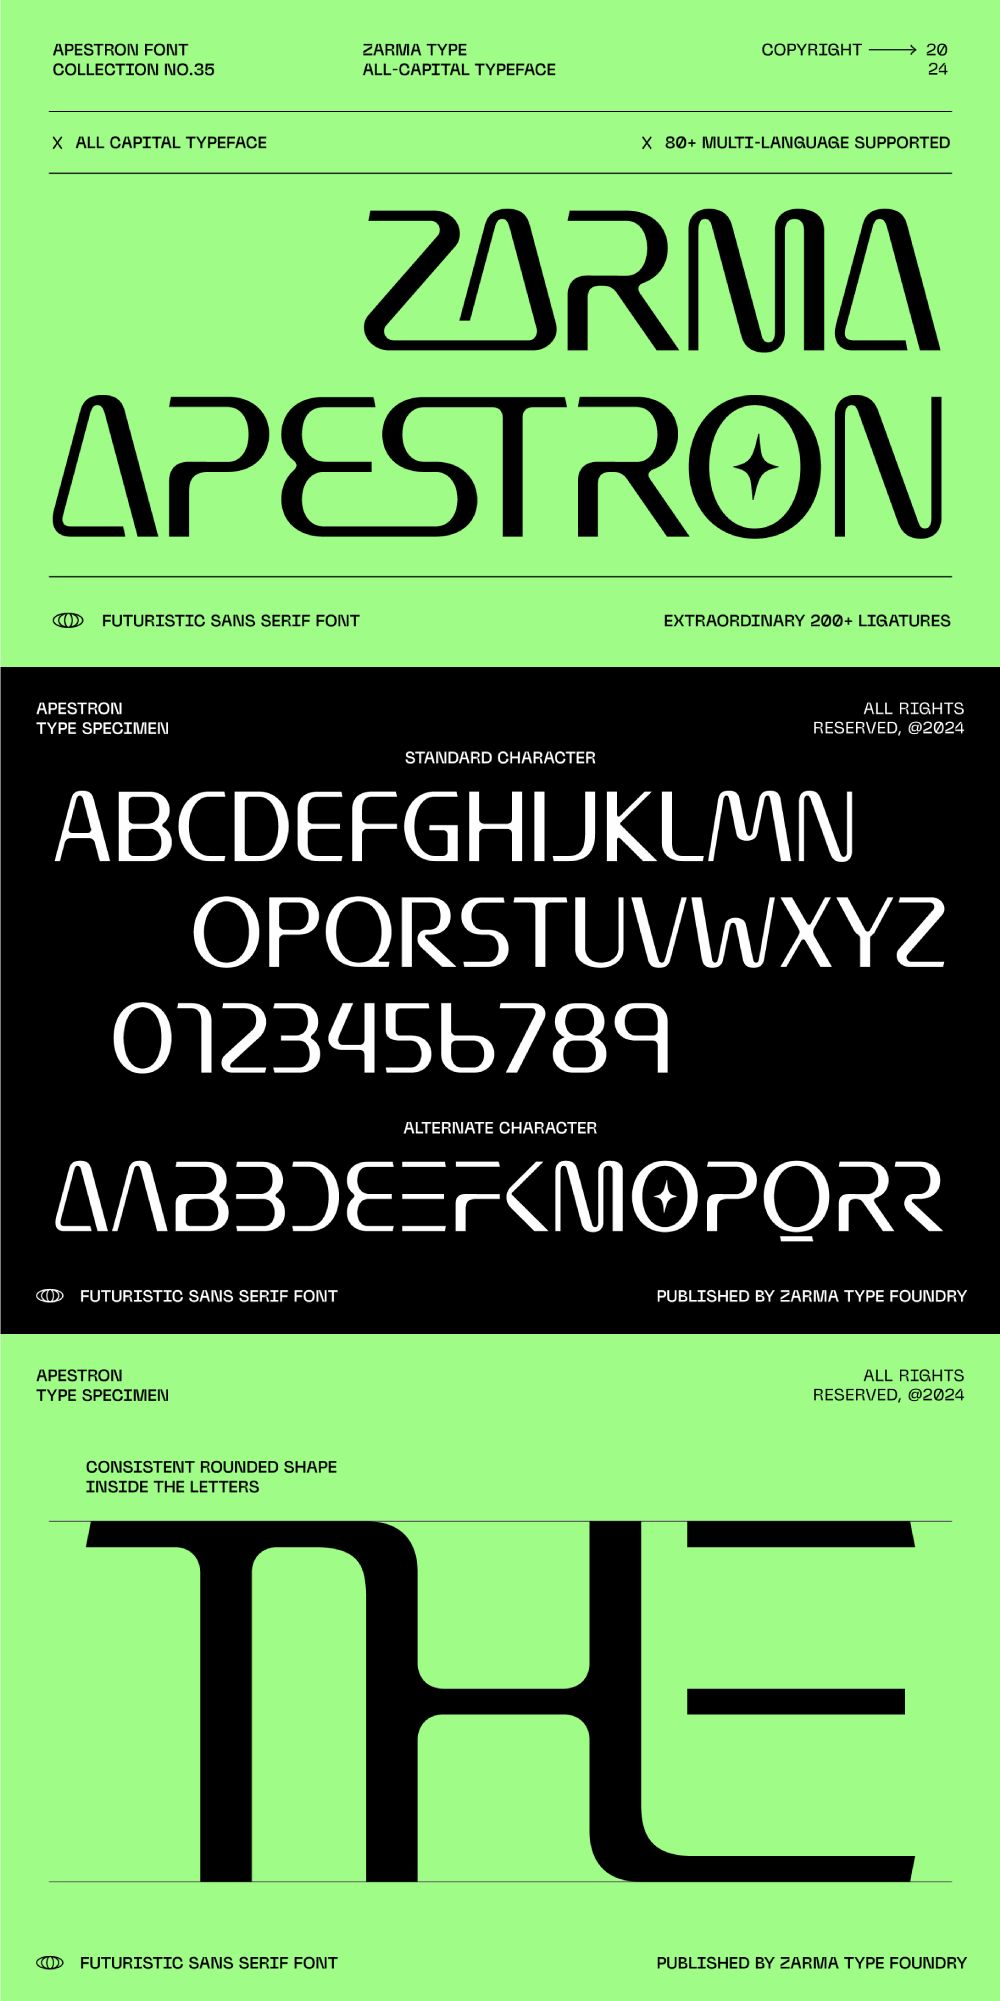 APESTRON FONT
COLLECTION NO.35
ZARMA TYPE
ALL-CAPITAL TYPEFACE
COPYRIGHT ⟶ 20
24
X ALL CAPITAL TYPEFACE
X 80+ MULTI-LANGUAGE SUPPORTED
ZARMA
APESTRON
FUTURISTIC SANS SERIF FONT
EXTRAORDINARY 200+ LIGATURES
APESTRON
TYPE SPECIMEN
ALL RIGHTS
RESERVED, @2024
STANDARD CHARACTER
ABCDEFGHIJKLMN
OPQRSTUVWXYZ
0123456789
ALTERNATE CHARACTER
AABBDEEFKMOPQRR
FUTURISTIC SANS SERIF FONT
PUBLISHED BY ZARMA TYPE FOUNDRY
APESTRON
TYPE SPECIMEN
ALL RIGHTS
RESERVED, @2024
CONSISTENT ROUNDED SHAPE
INSIDE THE LETTERS
THE
FUTURISTIC SANS SERIF FONT
PUBLISHED BY ZARMA TYPE FOUNDRY